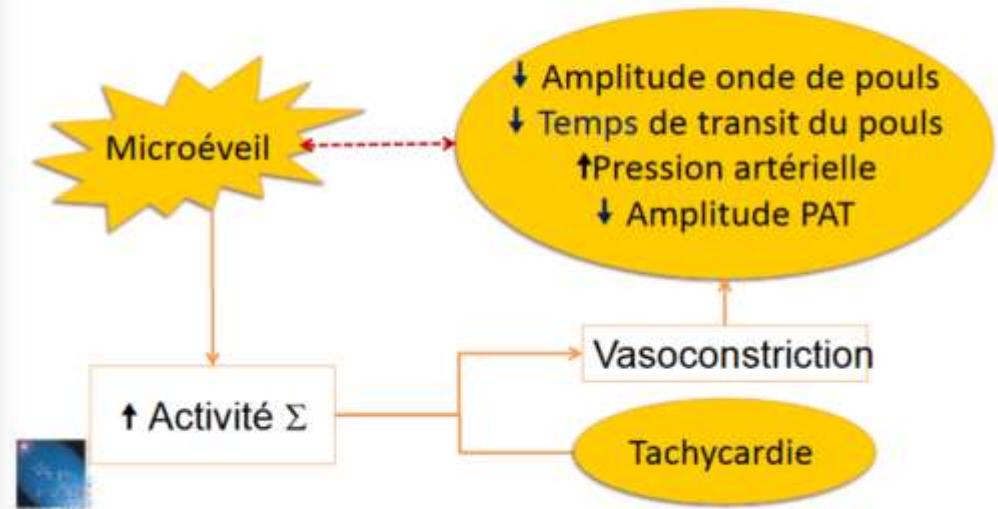 Microéveil
↓ Amplitude onde de pouls
↓ Temps de transit du pouls
↑Pression artérielle
↓ Amplitude PAT
↑ Activité Σ
Vasoconstriction
Tachycardie